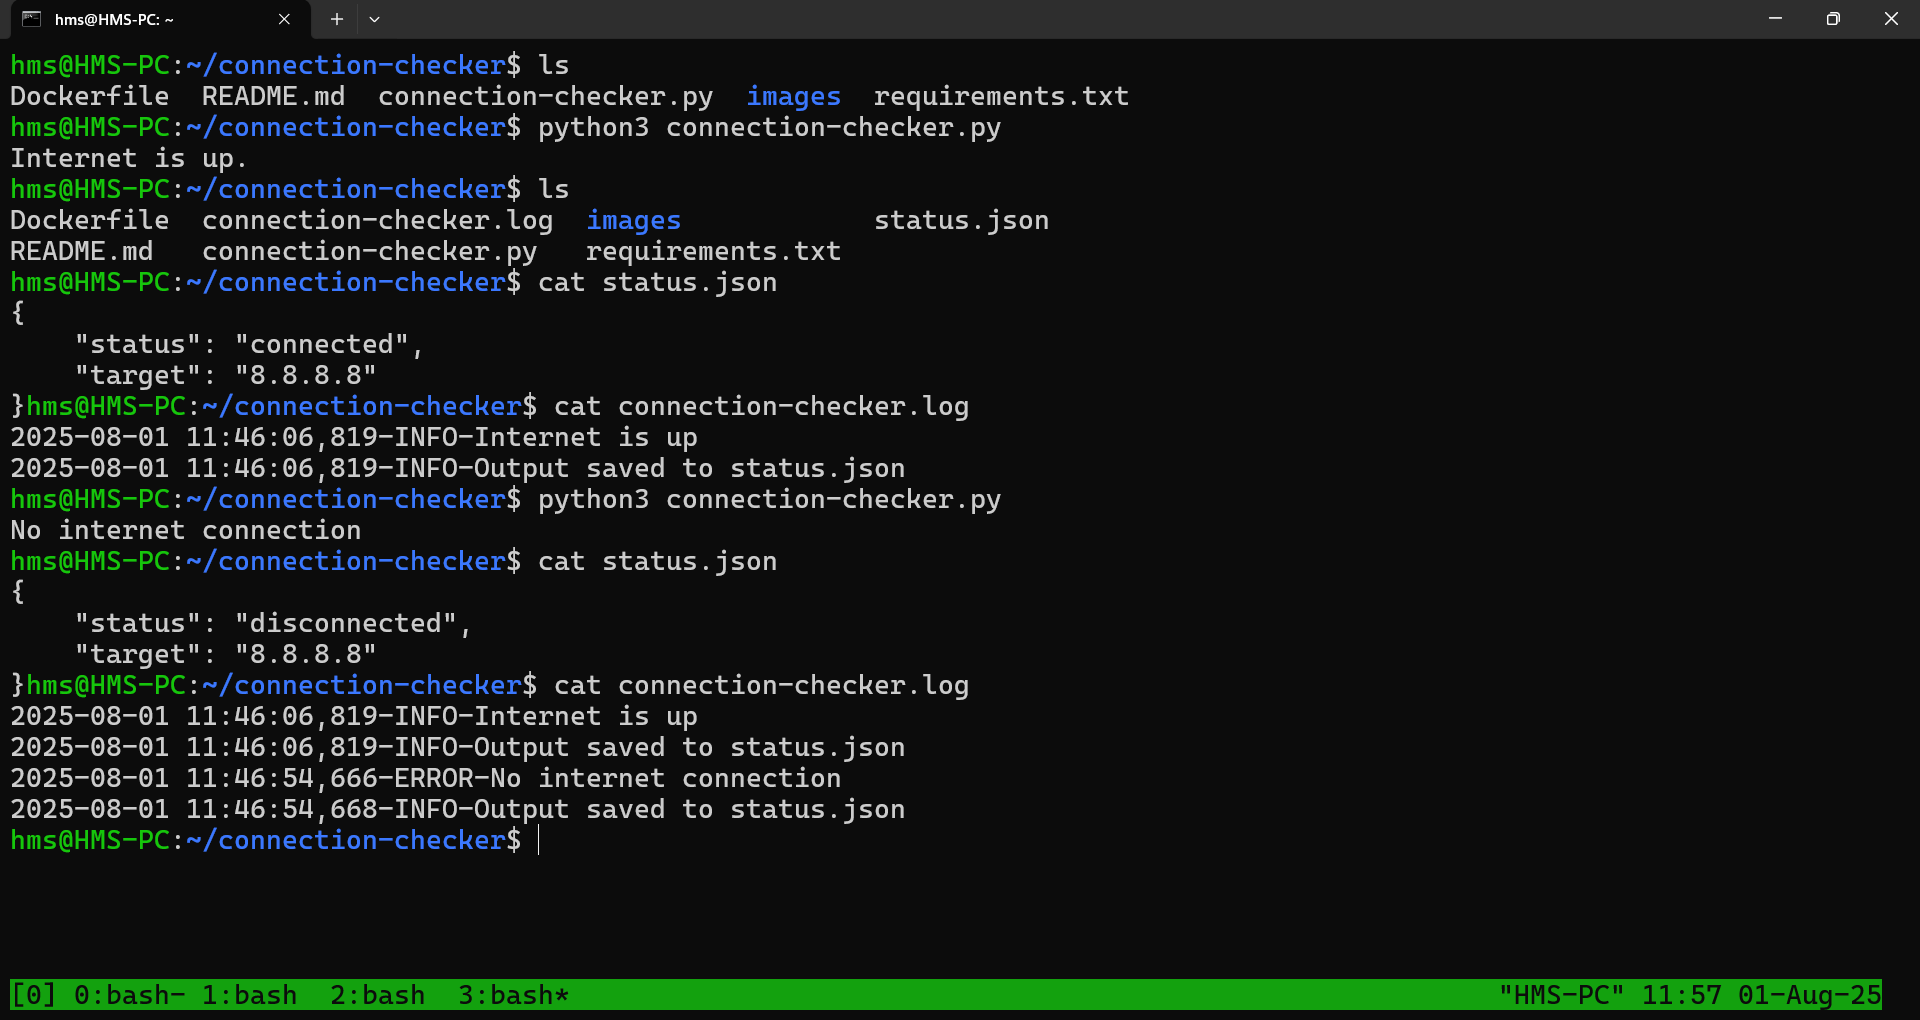 hms@HMS-PC: ~
hms@HMS-PC:~/connection-checker$ ls
Dockerfile  README.md  connection-checker.py  images  requirements.txt
hms@HMS-PC:~/connection-checker$ python3 connection-checker.py
Internet is up.
hms@HMS-PC:~/connection-checker$ ls
Dockerfile  connection-checker.log  images            status.json
README.md   connection-checker.py   requirements.txt
hms@HMS-PC:~/connection-checker$ cat status.json
{
    "status": "connected",
    "target": "8.8.8.8"
}hms@HMS-PC:~/connection-checker$ cat connection-checker.log
2025-08-01 11:46:06,819-INFO-Internet is up
2025-08-01 11:46:06,819-INFO-Output saved to status.json
hms@HMS-PC:~/connection-checker$ python3 connection-checker.py
No internet connection
hms@HMS-PC:~/connection-checker$ cat status.json
{
    "status": "disconnected",
    "target": "8.8.8.8"
}hms@HMS-PC:~/connection-checker$ cat connection-checker.log
2025-08-01 11:46:06,819-INFO-Internet is up
2025-08-01 11:46:06,819-INFO-Output saved to status.json
2025-08-01 11:46:54,666-ERROR-No internet connection
2025-08-01 11:46:54,668-INFO-Output saved to status.json
hms@HMS-PC:~/connection-checker$
[0] 0:bash- 1:bash  2:bash  3:bash* "HMS-PC" 11:57 01-Aug-25